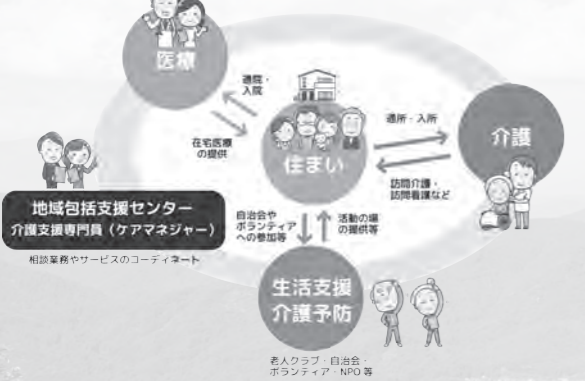 医療
通院・
入院
在宅医療
の提供
住まい
通所・入所
訪問介護・
訪問看護など
介護
地域包括支援センター
介護支援専門員（ケアマネジャー）
相談業務やサービスのコーディネート
自治会や
ボランティア
への参加等
活動の場
の提供等
生活支援
介護予防
老人クラブ・自治会・
ボランティア・NPO 等